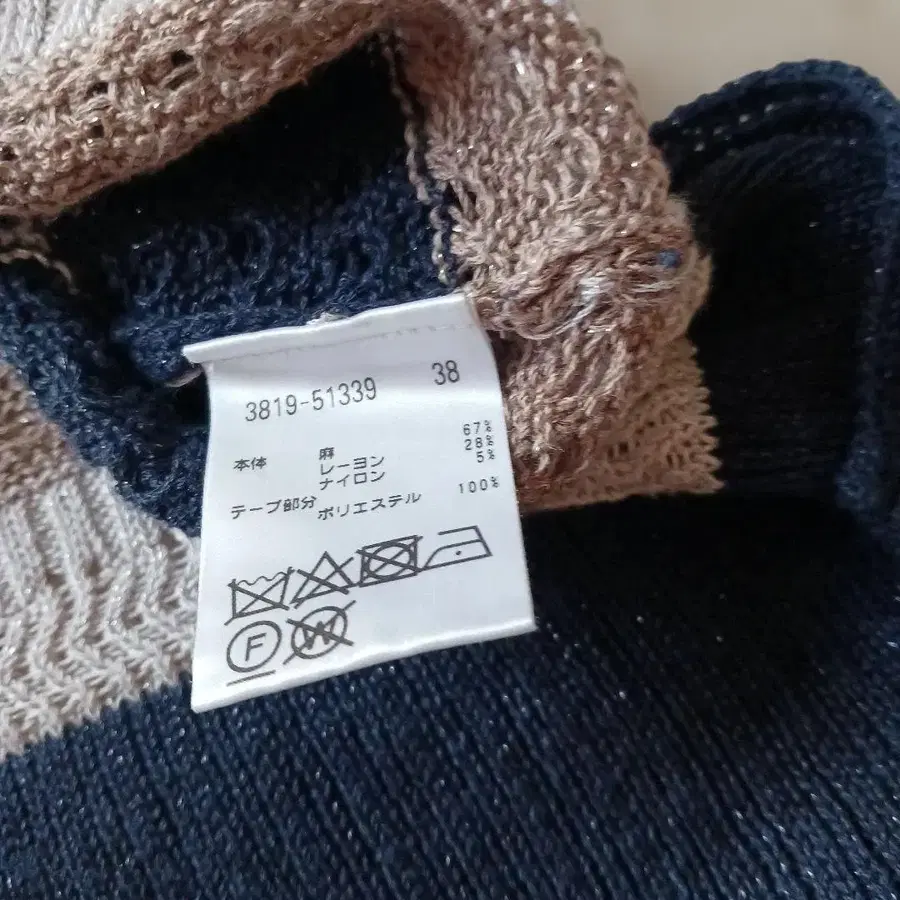 3819-51339 38
本体 麻 67%
レーヨン 28%
ナイロン 5%
テープ部分 ポリエステル 100%
F W